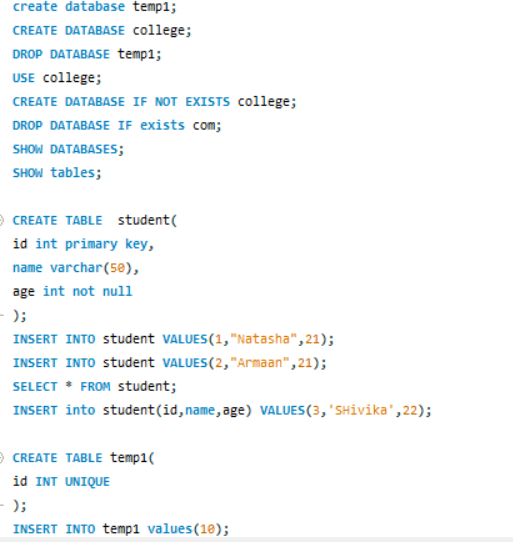 create database temp1;
CREATE DATABASE college;
DROP DATABASE temp1;
USE college;
CREATE DATABASE IF NOT EXISTS college;
DROP DATABASE IF exists com;
SHOW DATABASES;
SHOW tables;
CREATE TABLE  student(
id int primary key,
name varchar(50),
age int not null
);
INSERT INTO student VALUES(1,"Natasha",21);
INSERT INTO student VALUES(2,"Armaan",21);
SELECT * FROM student;
INSERT into student(id,name,age) VALUES(3,'SHivika',22);
CREATE TABLE temp1(
id INT UNIQUE
);
INSERT INTO temp1 values(10);